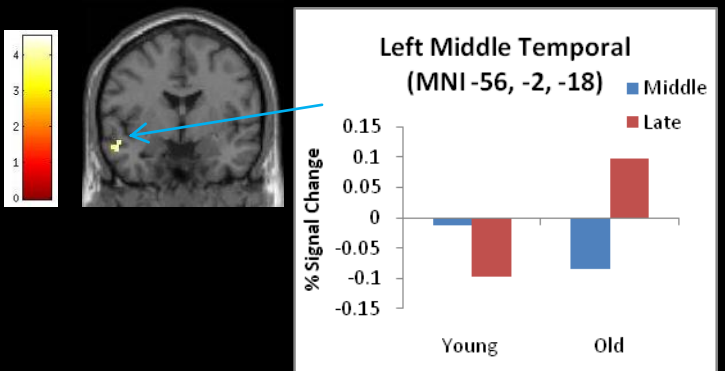 4
3
2
1
0
Left Middle Temporal
(MNI -56, -2, -18)
Middle
Late
% Signal Change
0.15
0.1
0.05
0
-0.05
-0.1
-0.15
Young
Old